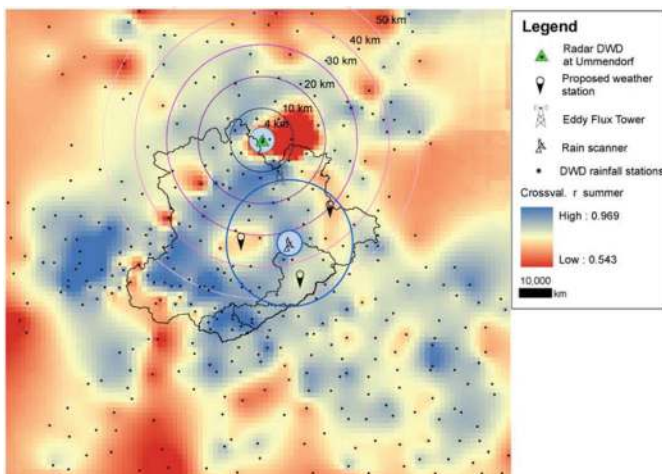 50 km
40 km
30 km
20 km
10 km
4 km
Legend
Radar DWD
at Ummendorf
Proposed weather
station
Eddy Flux Tower
Rain scanner
DWD rainfall stations
Crossval. r summer
High : 0.969
Low : 0.543
10,000
km